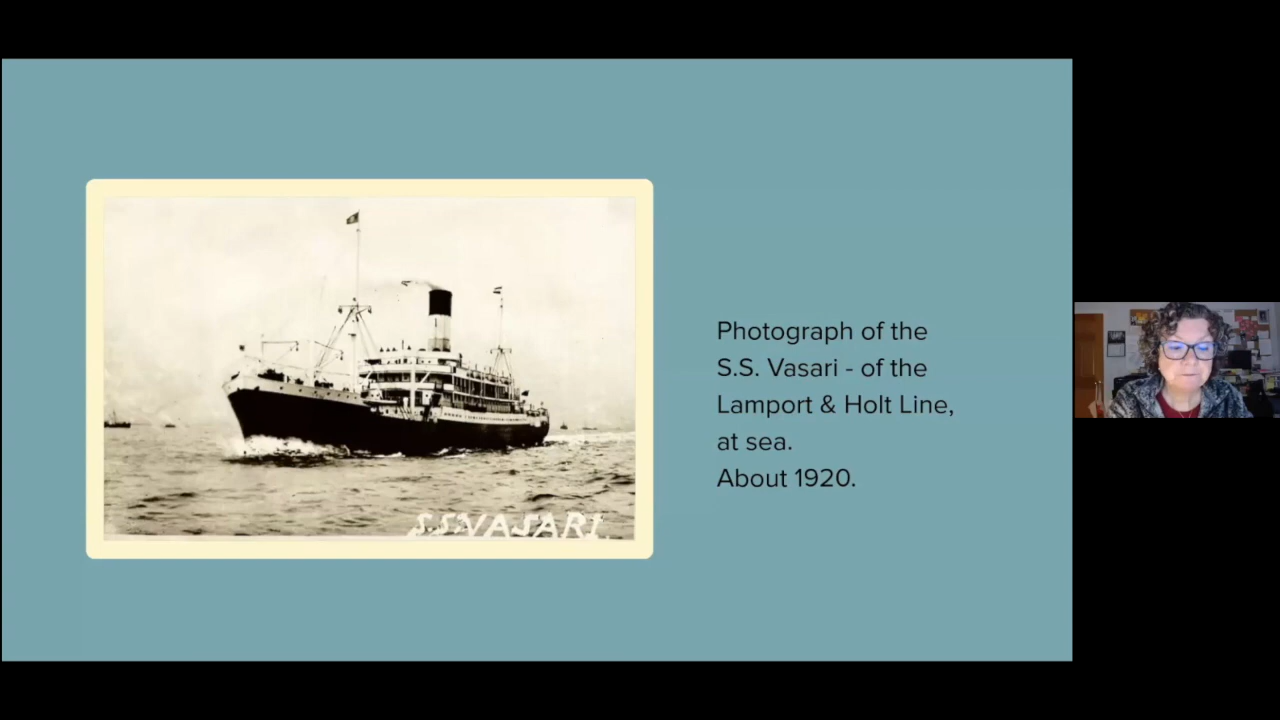 Photograph of the
S.S. Vasari - of the
Lamport & Holt Line,
at sea.
About 1920.
S.S.VASARI.